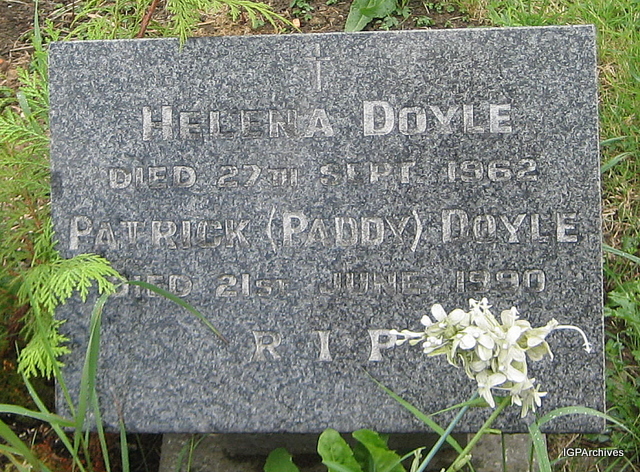 HELENA DOYLE
DIED 27TH SEPT. 1962
PATRICK (PADDY) DOYLE
DIED 21ST JUNE 1990
R I P
IGPArchives